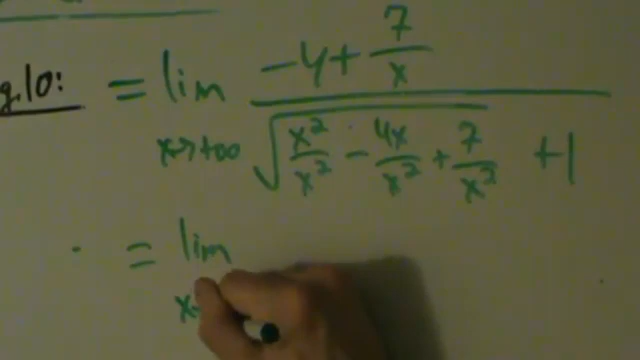 g.10: = lim x→+∞ (-4 + 7/x) / (√(x²/x² - 4x/x² + 7/x²) + 1)
= lim x